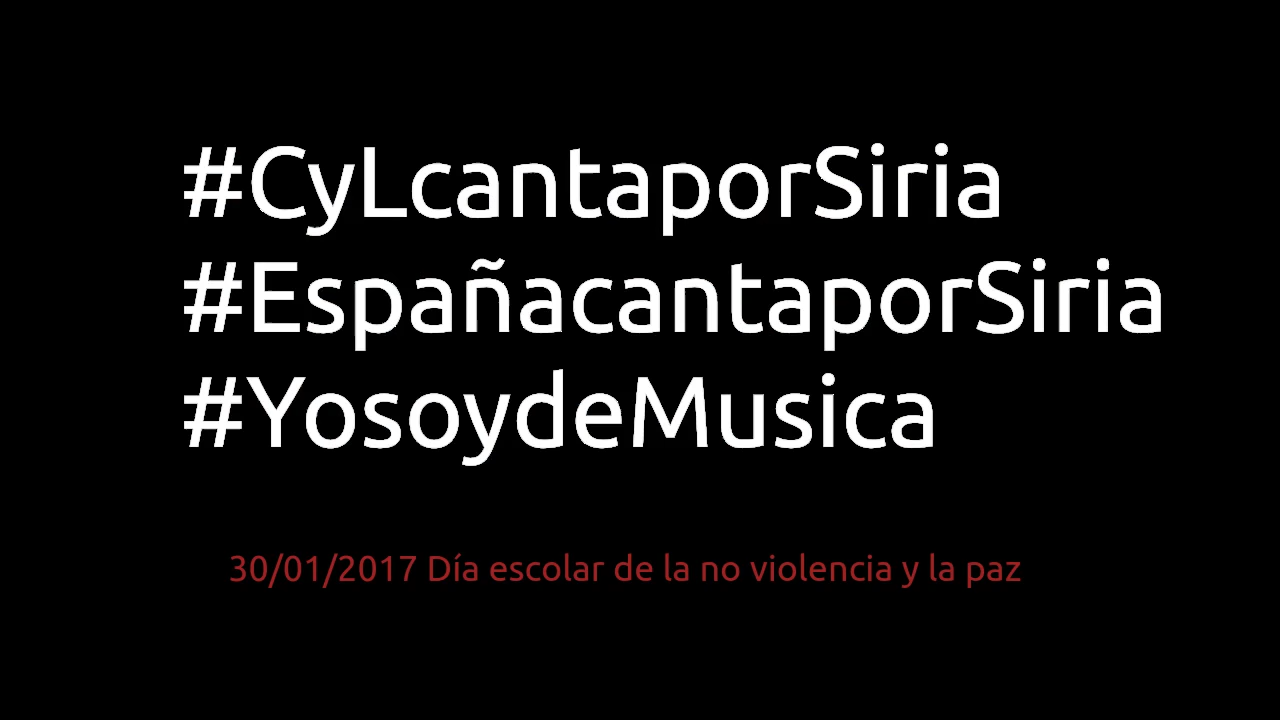 #CyLcantaporSiria
#EspañacantaporSiria
#YosoydeMusica
30/01/2017 Día escolar de la no violencia y la paz